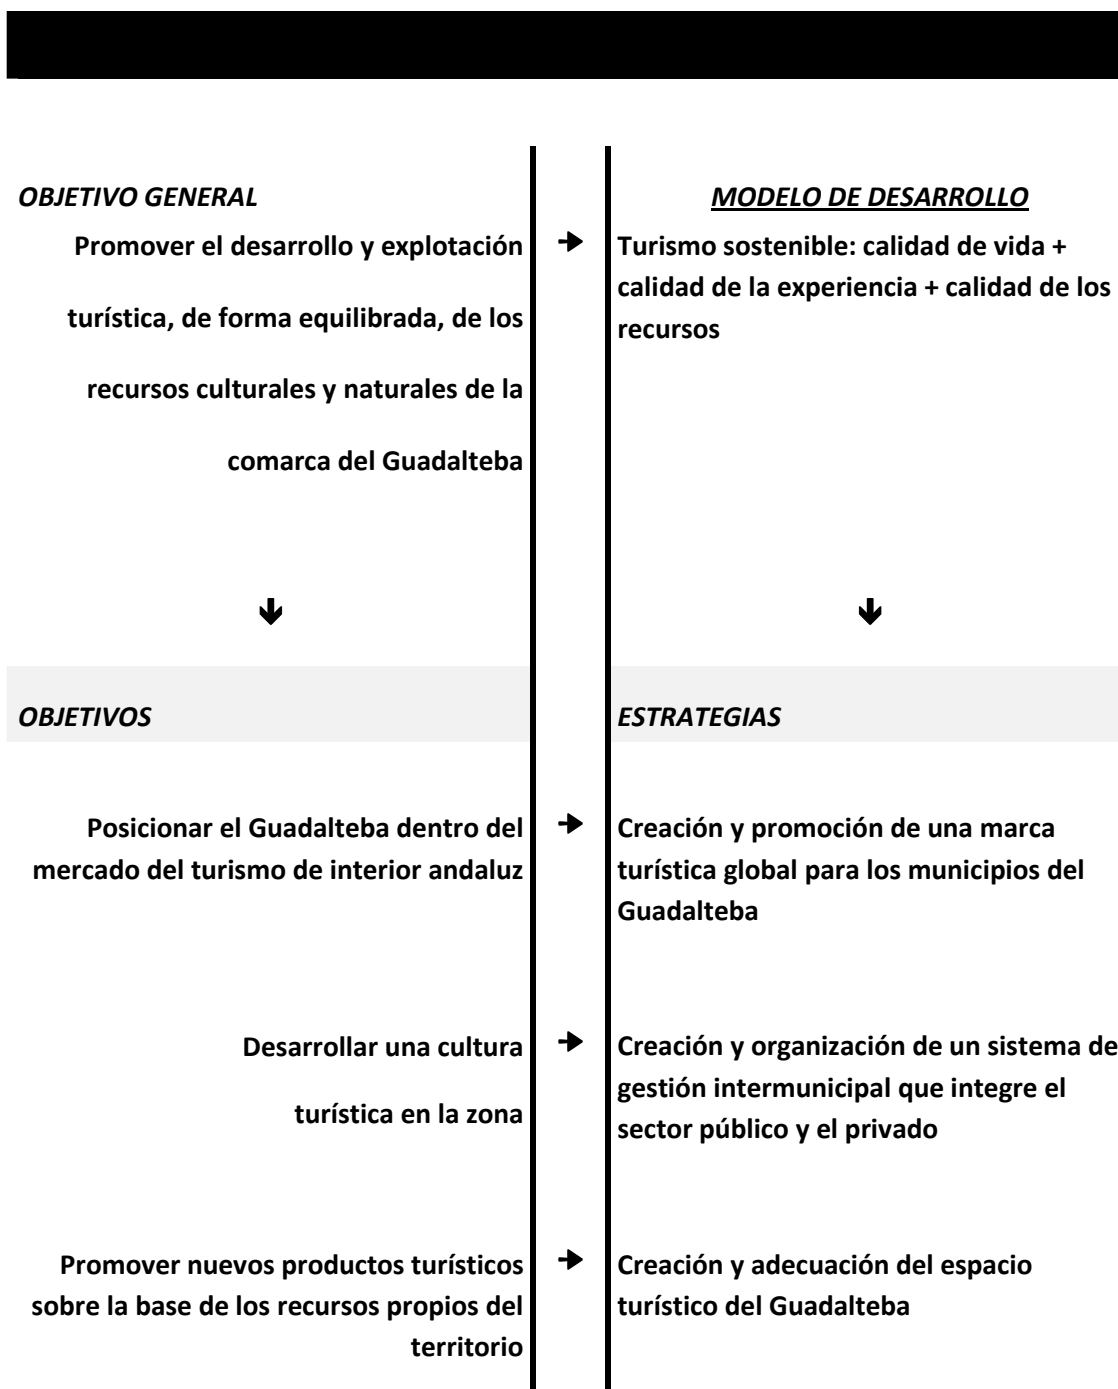 OBJETIVO GENERAL
Promover el desarrollo y explotación
turística, de forma equilibrada, de los
recursos culturales y naturales de la
comarca del Guadalteba
MODELO DE DESARROLLO
Turismo sostenible: calidad de vida +
calidad de la experiencia + calidad de los
recursos
OBJETIVOS
ESTRATEGIAS
Posicionar el Guadalteba dentro del
mercado del turismo de interior andaluz
Creación y promoción de una marca
turística global para los municipios del
Guadalteba
Desarrollar una cultura
turística en la zona
Creación y organización de un sistema de
gestión intermunicipal que integre el
sector público y el privado
Promover nuevos productos turísticos
sobre la base de los recursos propios del
territorio
Creación y adecuación del espacio
turístico del Guadalteba